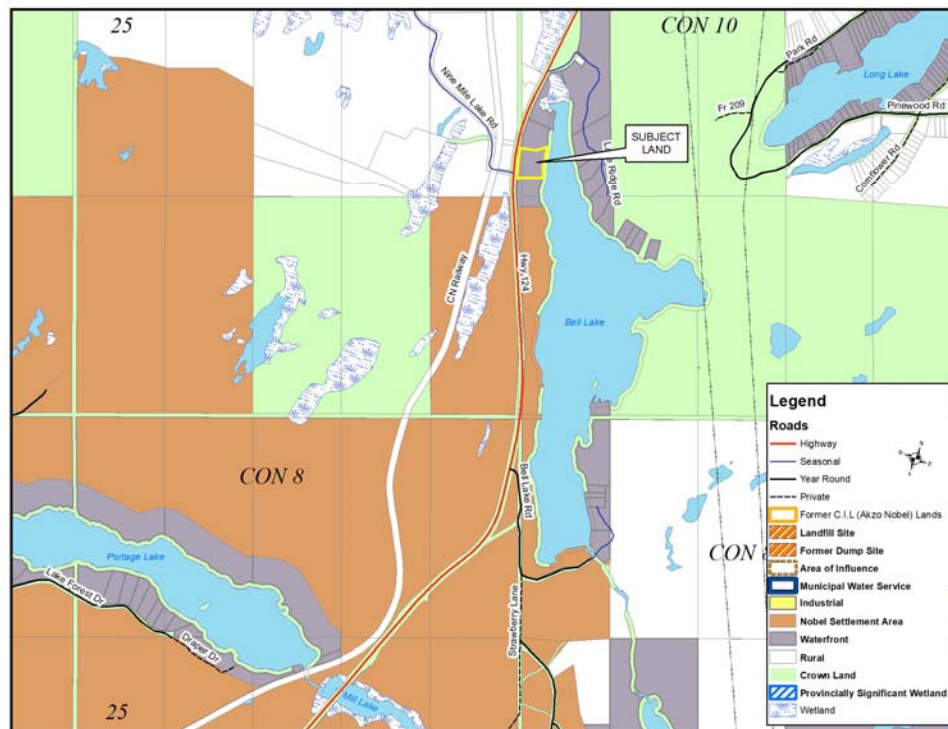 25
CON 10
Park Rd
Long Lake
Nine Mile Lake Rd
Fr 209
Pinewood Rd
SUBJECT
LAND
Ridge Rd
Cornflower Rd
CN Railway
Hwy 124
Bell Lake
CON 8
Bell Lake Rd
Portage Lake
Lake Forest Dr
Draper Dr
Strawberry Lane
Mill Lake
25
CON
Legend
Roads
Highway
Seasonal
Year Round
Private
Former C.I.L (Akzo Nobel) Lands
Landfill Site
Former Dump Site
Area of Influence
Municipal Water Service
Industrial
Nobel Settlement Area
Waterfront
Rural
Crown Land
Provincially Significant Wetland
Wetland